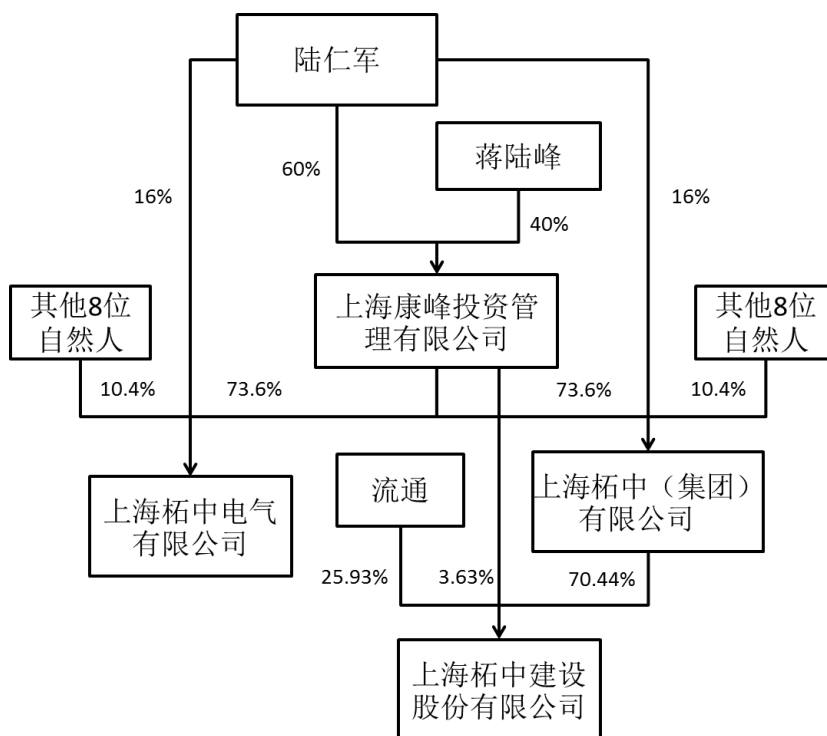 陆仁军
60%
蒋陆峰
16%
16%
40%
其他8位
自然人
上海康峰投资管
理有限公司
其他8位
自然人
10.4%
73.6%
73.6%
10.4%
上海柘中电气
有限公司
流通
上海柘中（集团）
有限公司
25.93%
3.63%
70.44%
上海柘中建设
股份有限公司